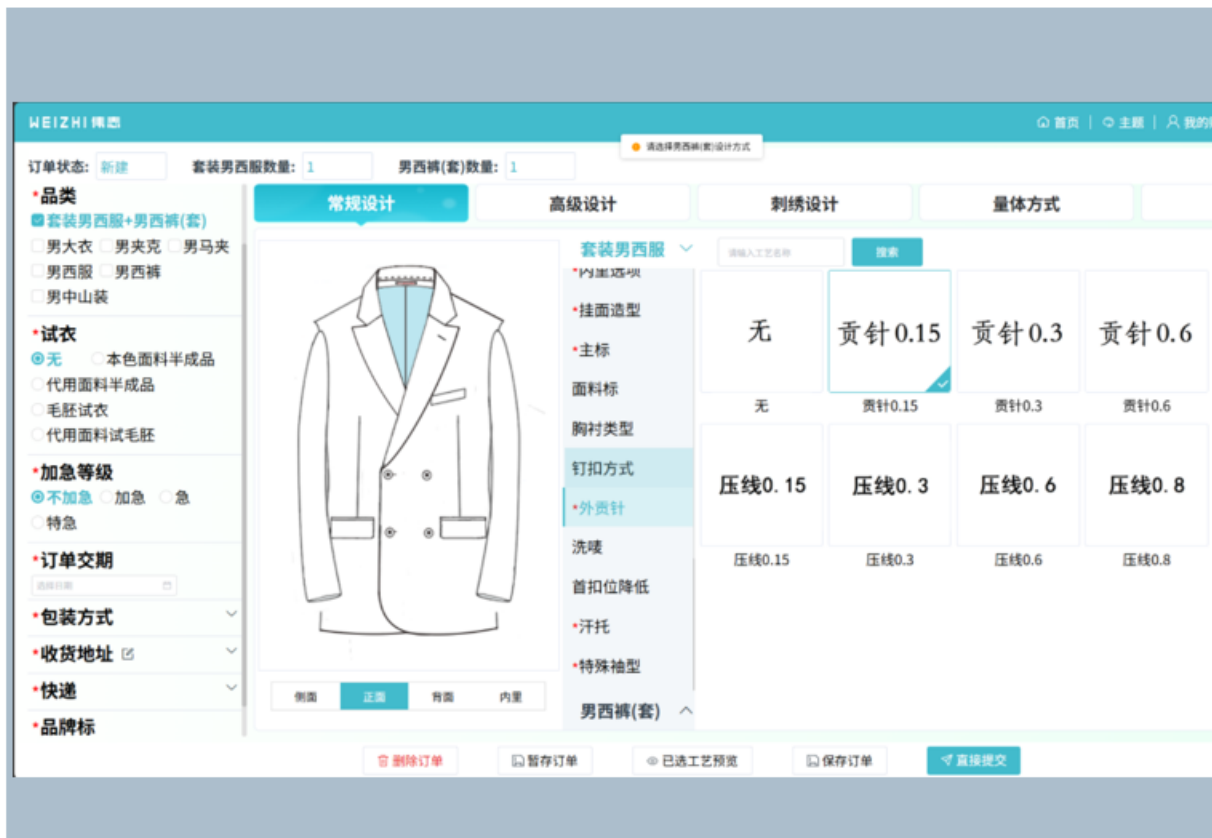 WEIZHI 伟志
首页 | 主题 | 我的
请选择男西裤(套)设计方式
订单状态: 新建 套装男西服数量: 1 男西裤(套)数量: 1
*品类
套装男西服+男西裤(套)
男大衣 男夹克 男马夹
男西服 男西裤
男中山装
*试衣
无 本色面料半成品
代用面料半成品
毛胚试衣
代用面料试毛胚
*加急等级
不加急 加急 急
特急
*订单交期
选择日期
*包装方式
*收货地址
*快递
*品牌标
常规设计 高级设计 刺绣设计 量体方式
侧面 正面 背面 内里
套装男西服
*内里选项
*挂面造型
*主标
面料标
胸衬类型
钉扣方式
*外贡针
洗唛
首扣位降低
*汗托
*特殊袖型
男西裤(套)
请输入工艺名称 搜索
无 贡针0.15 贡针0.3 贡针0.6
无 贡针0.15 贡针0.3 贡针0.6
压线0.15 压线0.3 压线0.6 压线0.8
压线0.15 压线0.3 压线0.6 压线0.8
删除订单 暂存订单 已选工艺预览 保存订单 直接提交